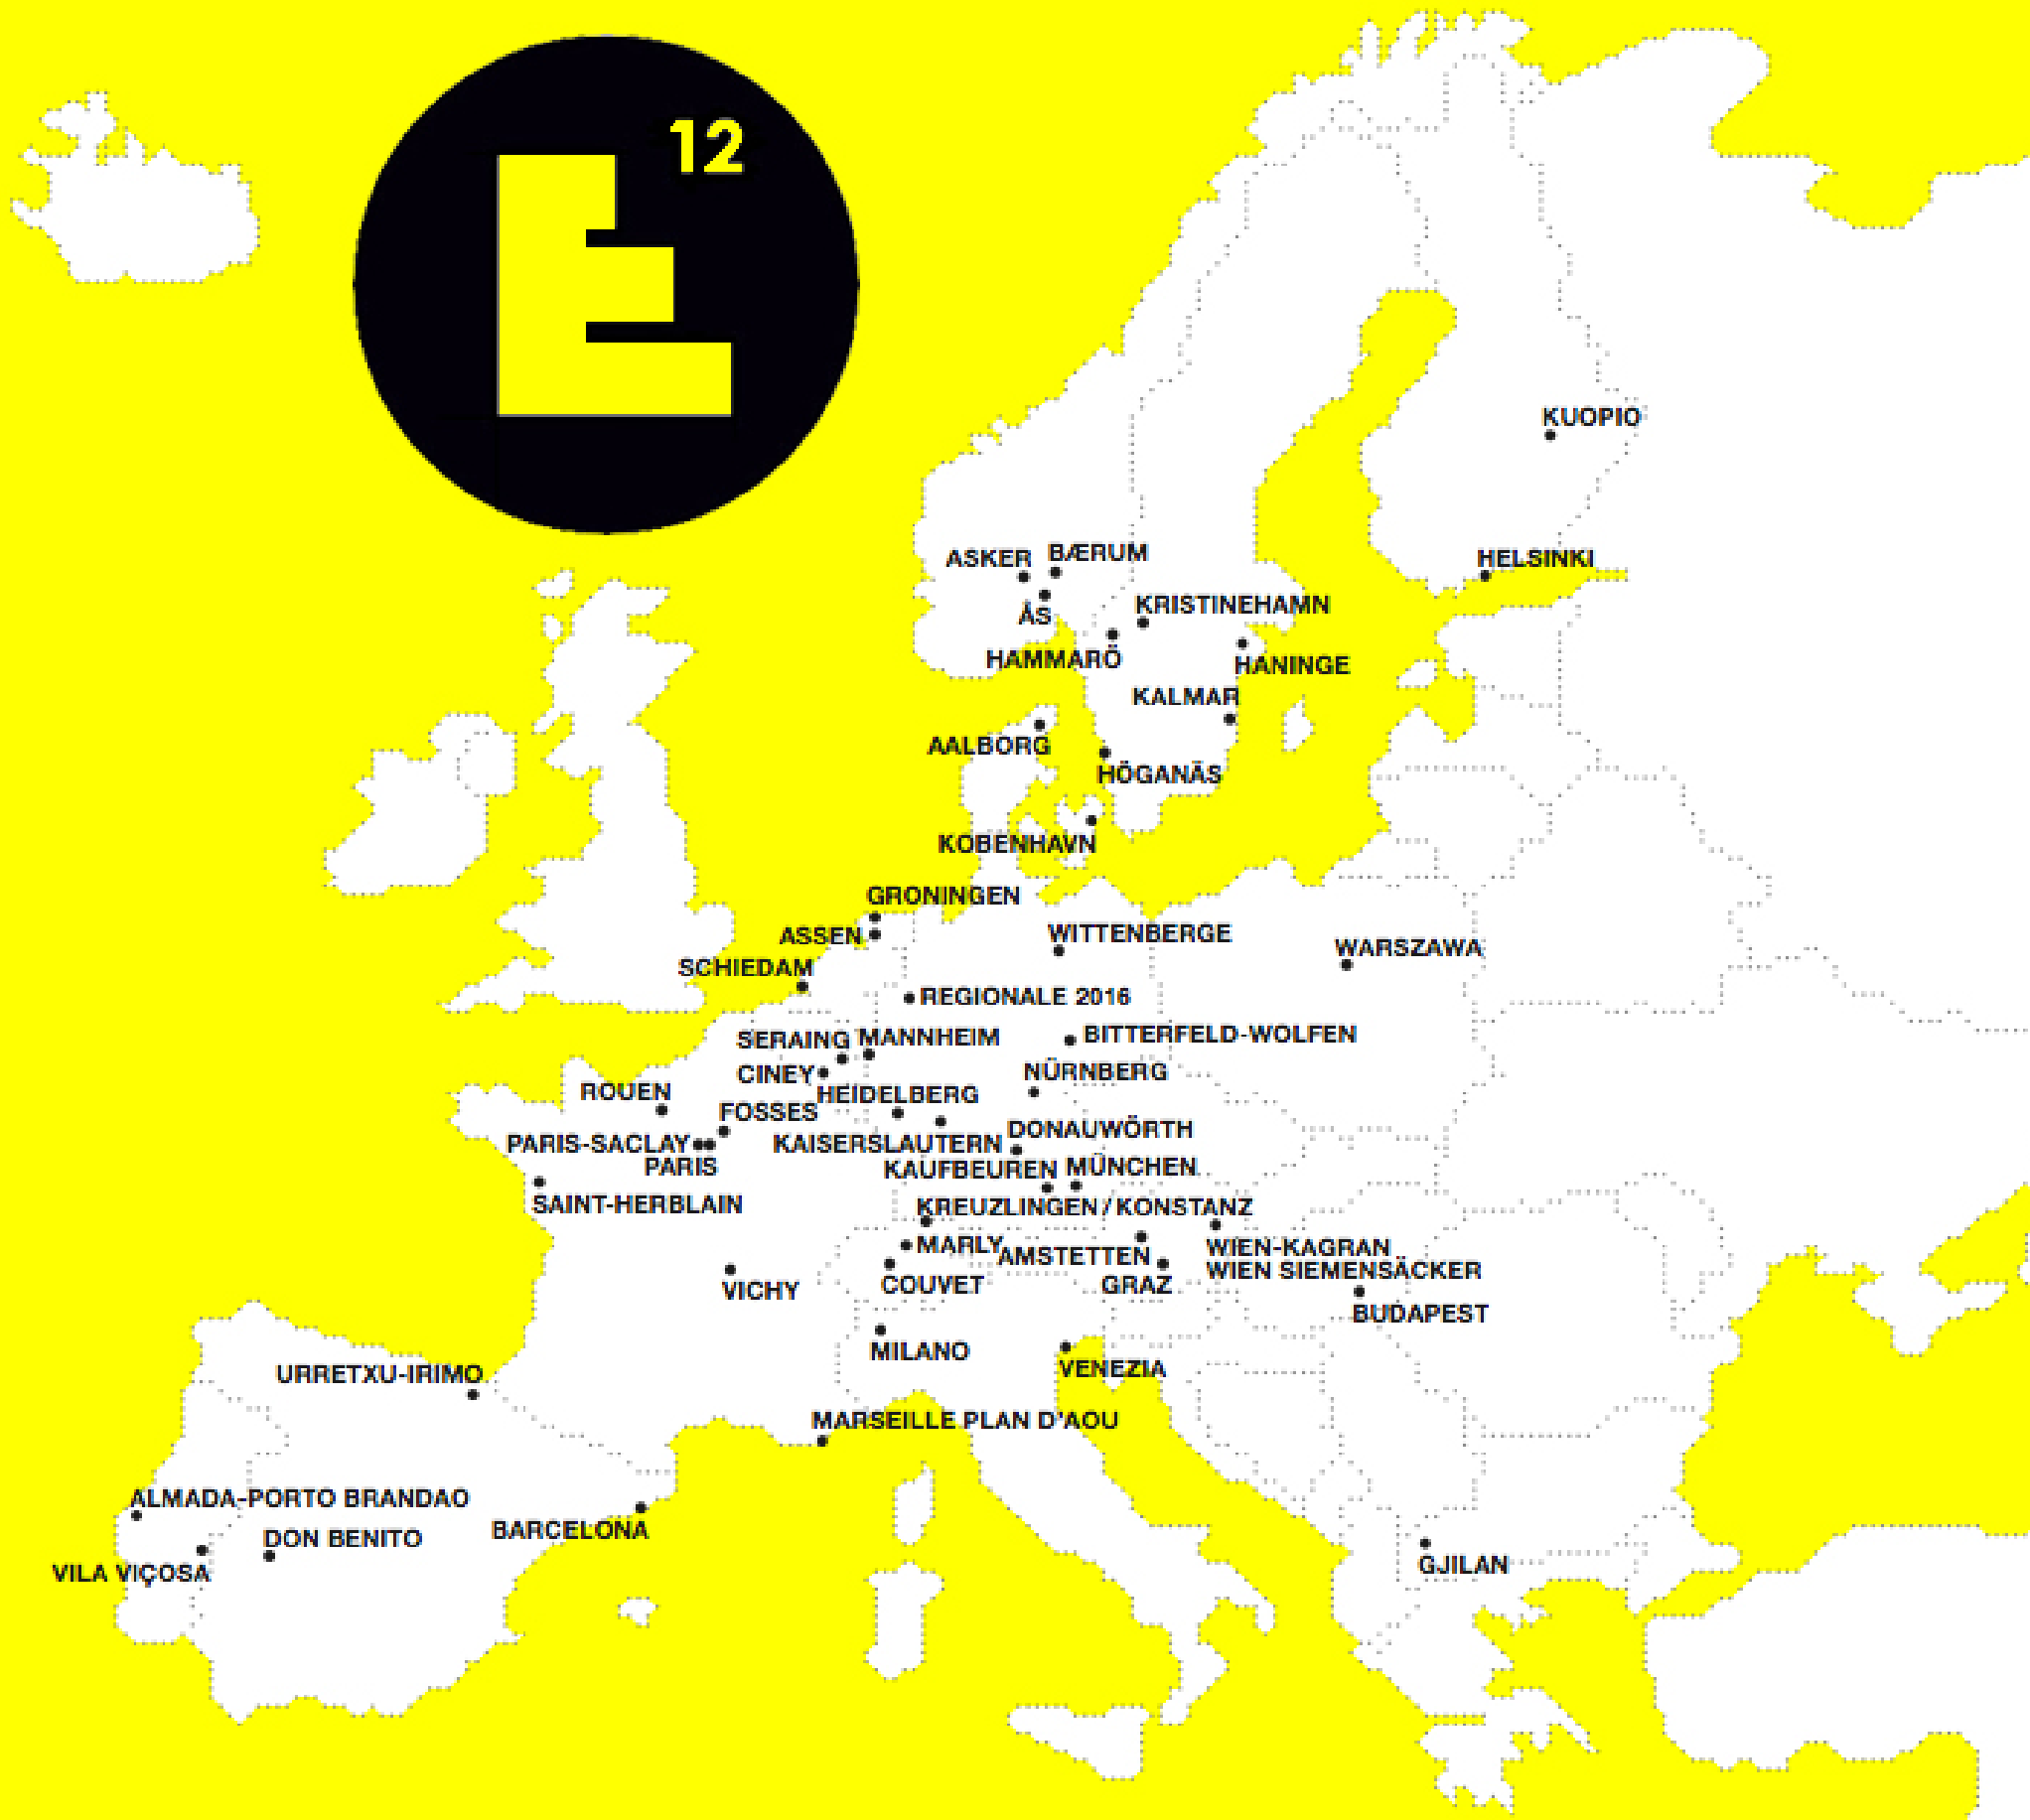 E 12
KUOPIO
BÆRUM
ASKER
HELSINKI
KRISTINEHAMN
ÅS
HAMMARÖ
HANINGE
KALMAR
AALBORG
HÖGANÄS
KOBENHAVN
GRONINGEN
WITTENBERGE
ASSEN
WARSZAWA
SCHIEDAM
REGIONALE 2016
BITTERFELD-WOLFEN
SERAING
MANNHEIM
CINEY
NÜRNBERG
ROUEN
HEIDELBERG
FOSSES
DONAUWÖRTH
PARIS-SACLAY
KAISERSLAUTERN
PARIS
KAUFBEUREN
MÜNCHEN
SAINT-HERBLAIN
KREUZLINGEN / KONSTANZ
MARLY
AMSTETTEN
WIEN-KAGRAN
WIEN SIEMENSÄCKER
VICHY
COUVET
GRAZ
BUDAPEST
MILANO
VENEZIA
URRETXU-IRIMO
MARSEILLE PLAN D'AOU
ALMADA-PORTO BRANDAO
BARCELONA
DON BENITO
VILA VIÇOSA
GJILAN